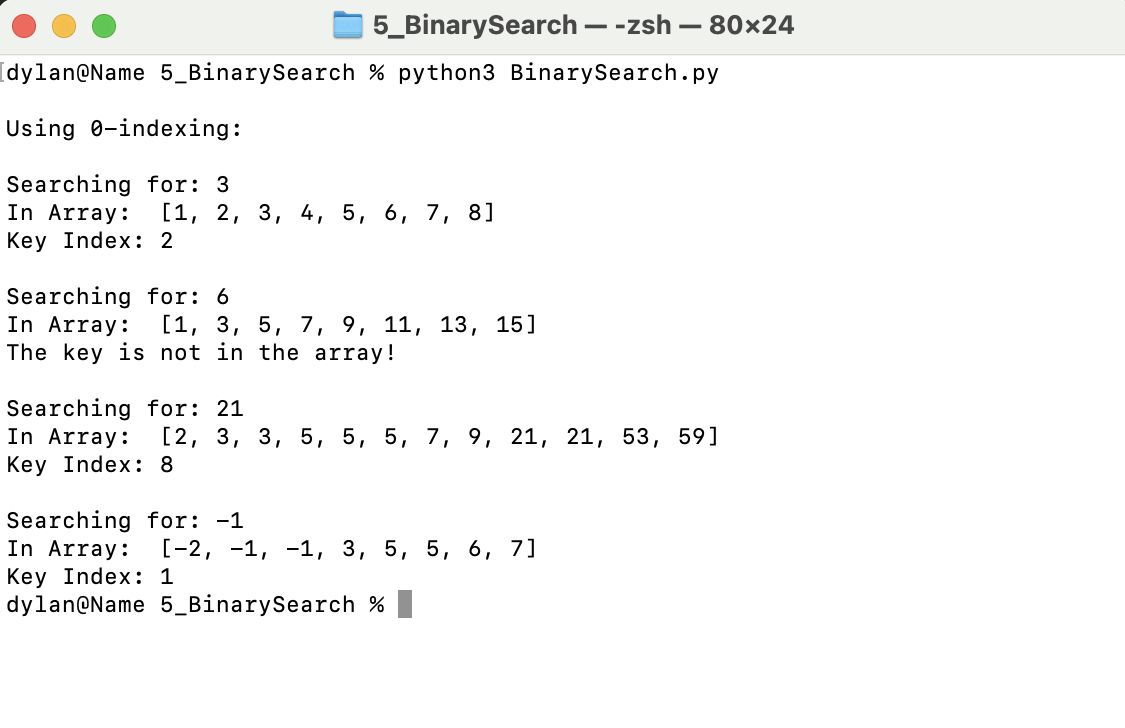 5_BinarySearch — -zsh — 80×24
[dylan@Name 5_BinarySearch % python3 BinarySearch.py
Using 0-indexing:
Searching for: 3
In Array:  [1, 2, 3, 4, 5, 6, 7, 8]
Key Index: 2
Searching for: 6
In Array:  [1, 3, 5, 7, 9, 11, 13, 15]
The key is not in the array!
Searching for: 21
In Array:  [2, 3, 3, 5, 5, 5, 7, 9, 21, 21, 53, 59]
Key Index: 8
Searching for: -1
In Array:  [-2, -1, -1, 3, 5, 5, 6, 7]
Key Index: 1
dylan@Name 5_BinarySearch %